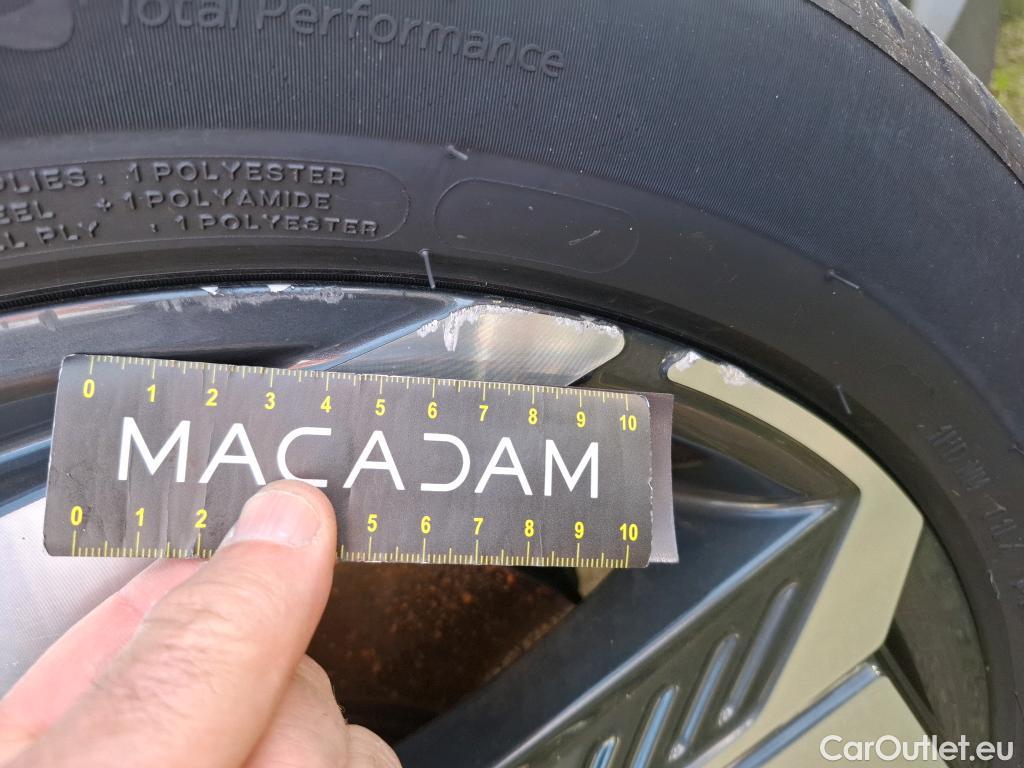 Total Performance
PLIES : 1 POLYESTER
+ 1 POLYAMIDE
PLY : 1 POLYESTER
0 1 2 3 4 5 6 7 8 9 10
MACADAM
0 1 2 5 6 7 8 9 10
CarOutlet.eu